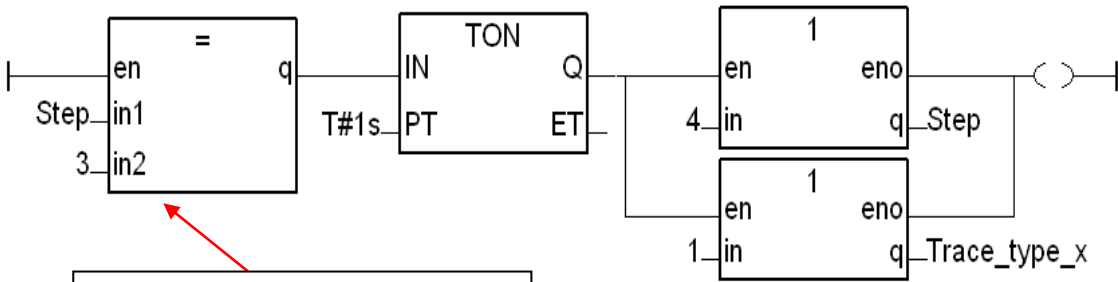 =
en q
Step in1
3 in2
TON
IN Q
T#1s PT ET
1
en eno
4 in q Step
1
en eno
1 in q Trace_type_x